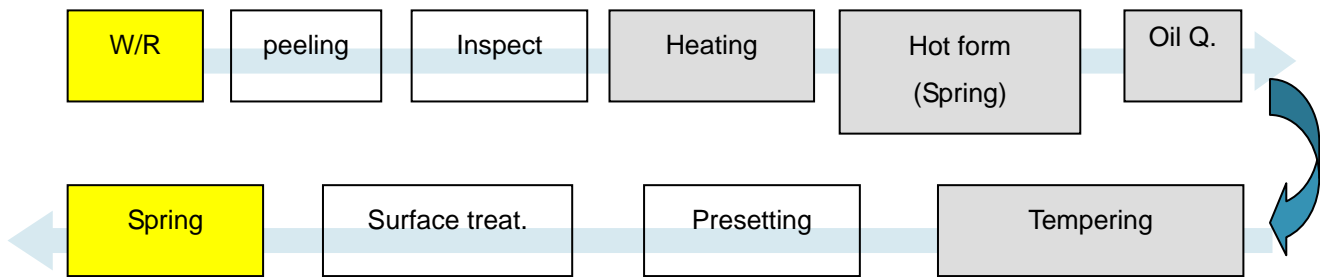 W/R
peeling
Inspect
Heating
Hot form
(Spring)
Oil Q.
Spring
Surface treat.
Presetting
Tempering